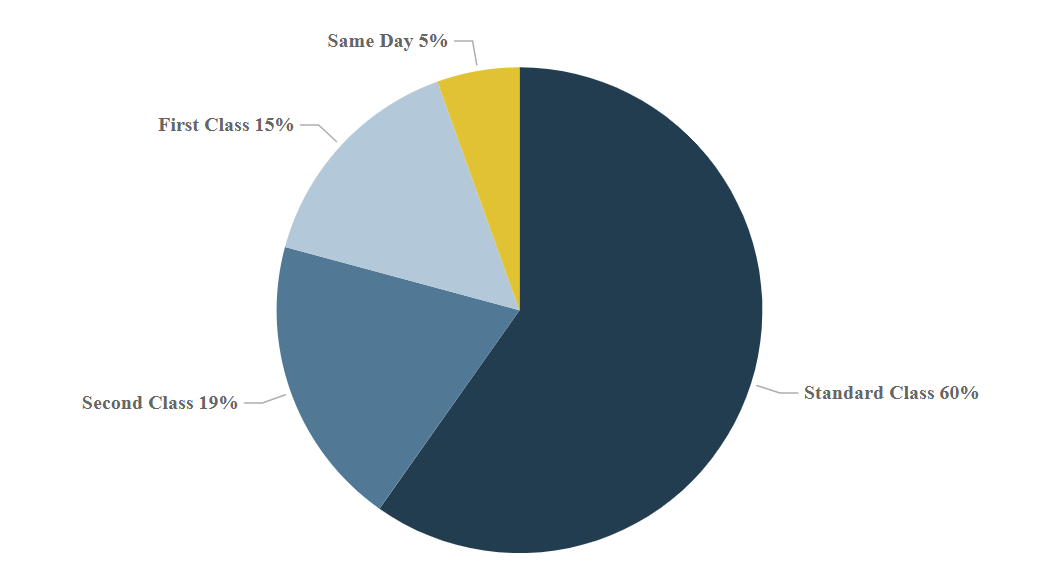 Same Day 5%
First Class 15%
Standard Class 60%
Second Class 19%